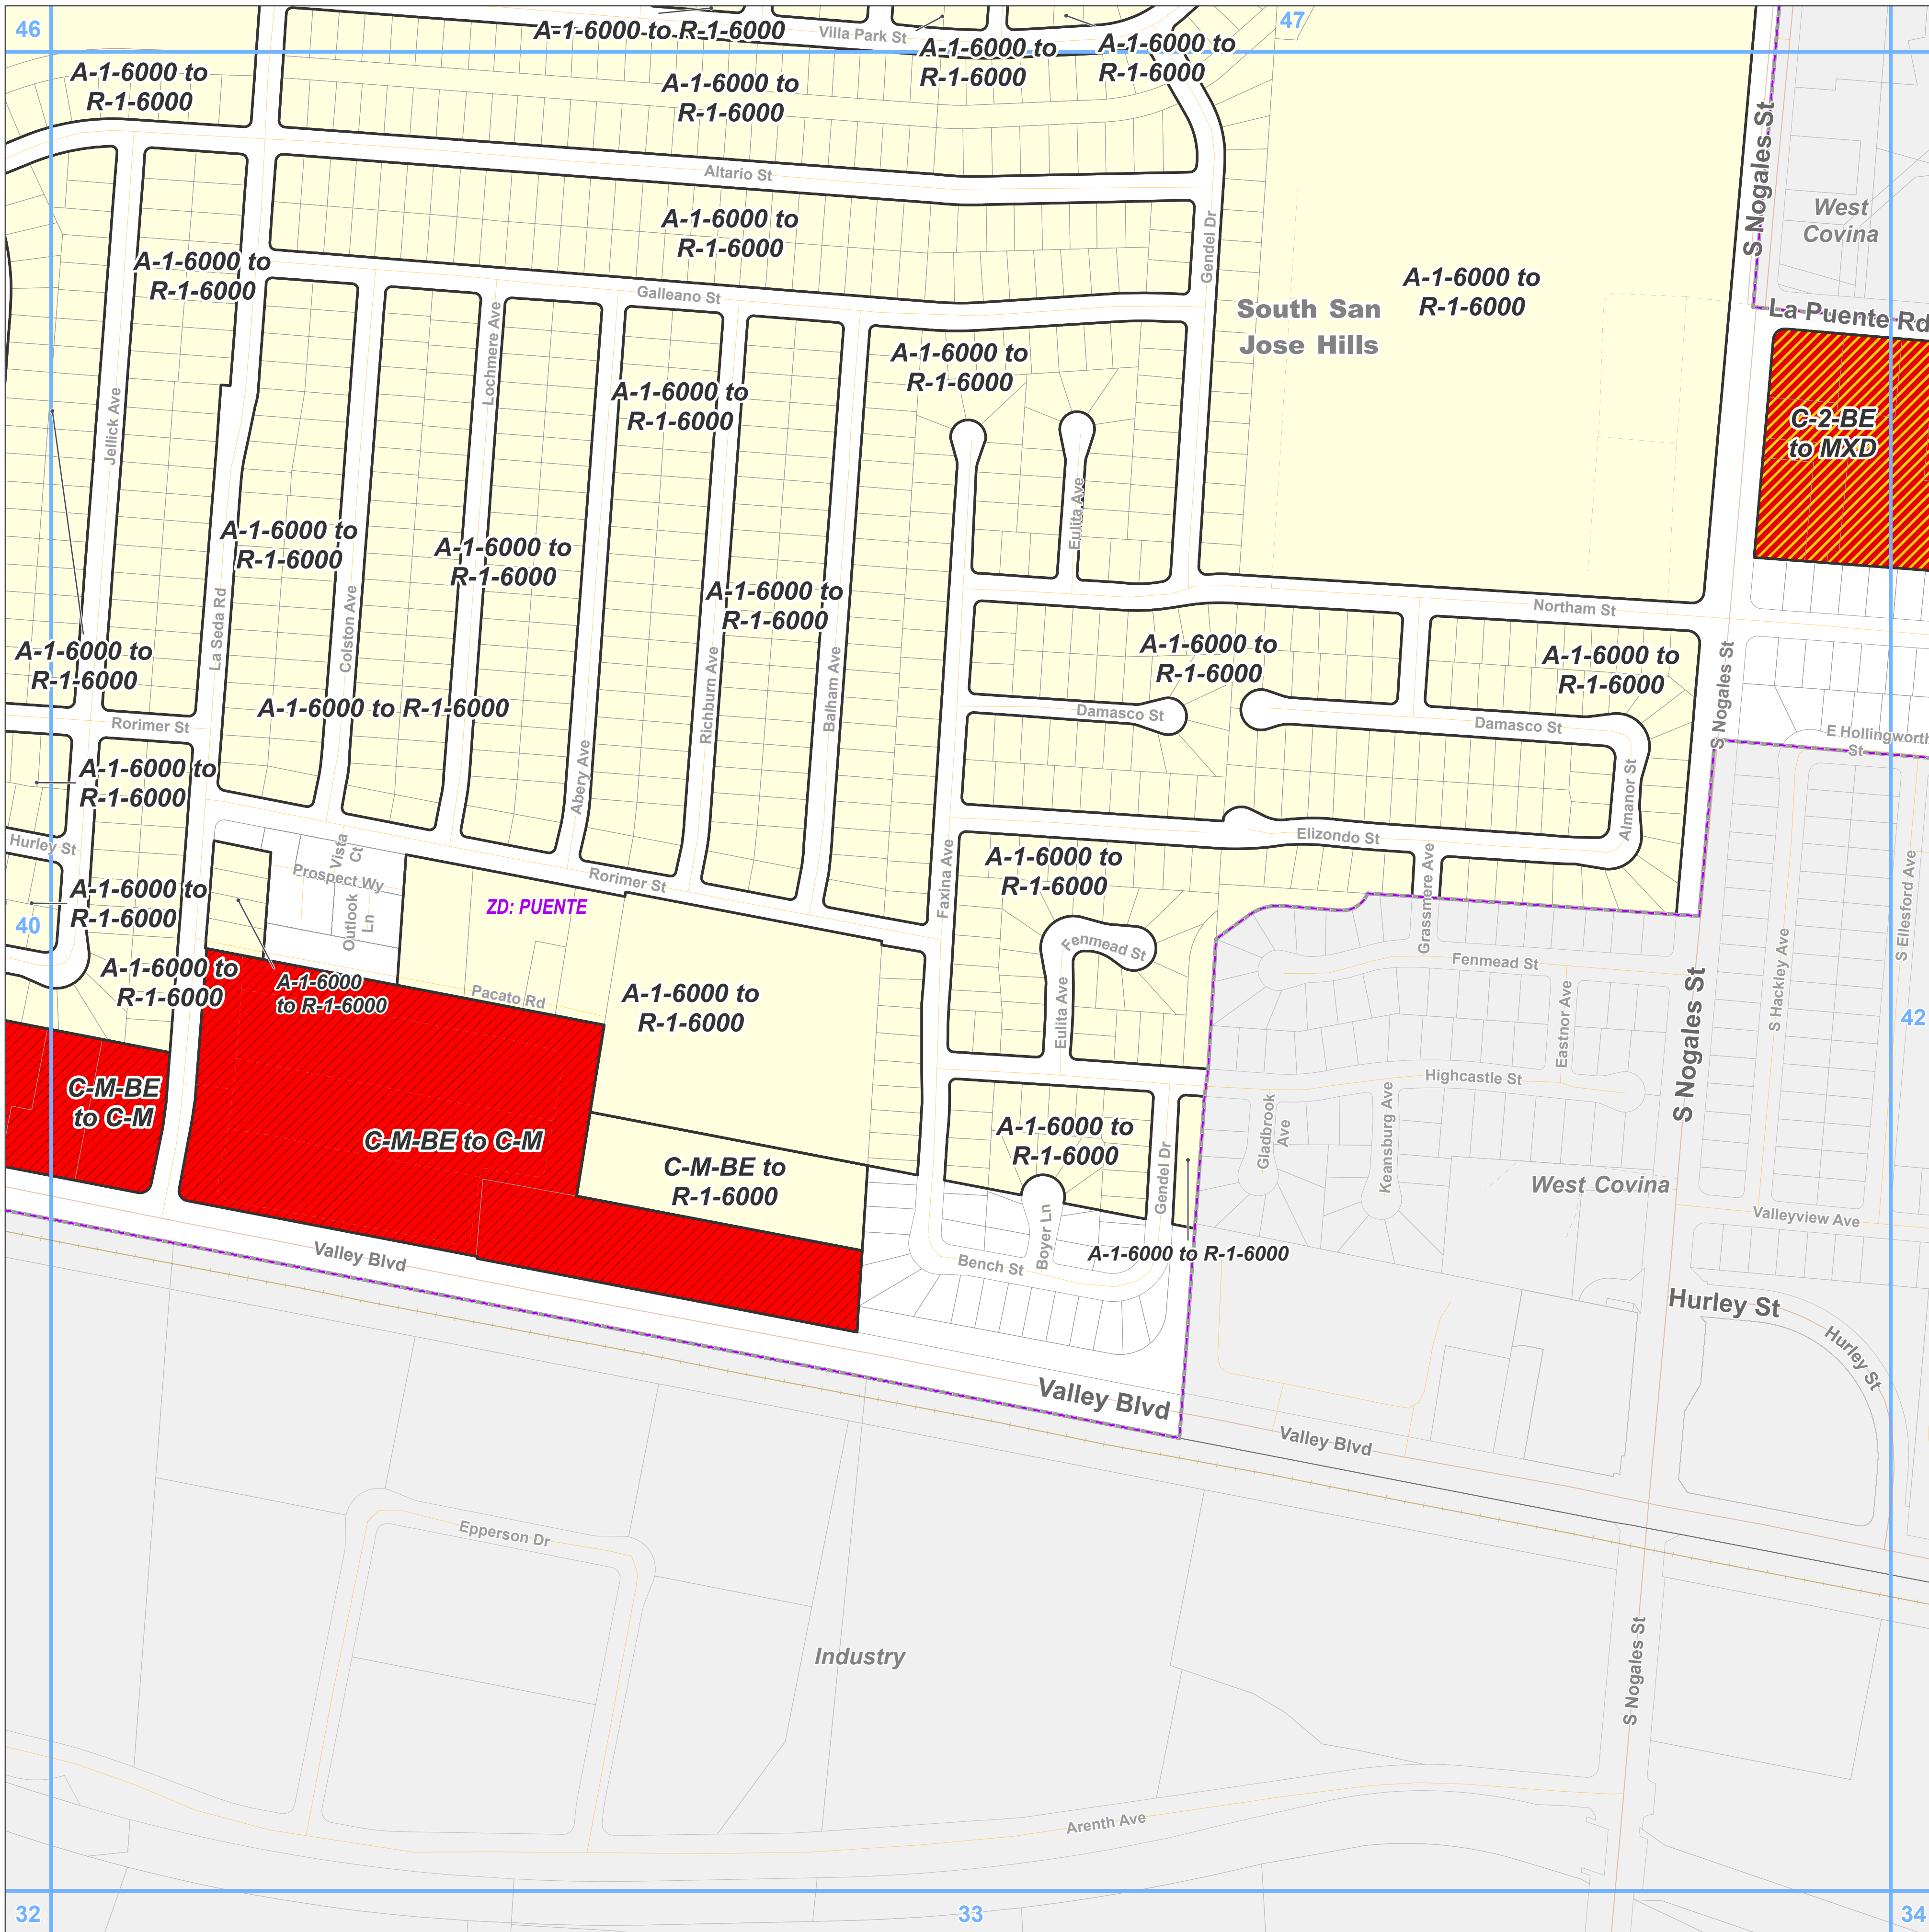 46
47
A-1-6000 to R-1-6000
Villa Park St
A-1-6000 to
R-1-6000
A-1-6000 to
R-1-6000
A-1-6000 to
R-1-6000
A-1-6000 to
R-1-6000
S Nogales St
West
Covina
Altario St
A-1-6000 to
R-1-6000
Gendel Dr
A-1-6000 to
R-1-6000
Galleano St
South San
Jose Hills
A-1-6000 to
R-1-6000
La Puente Rd
Lochmere Ave
A-1-6000 to
R-1-6000
A-1-6000 to
R-1-6000
C-2-BE
to MXD
Jellick Ave
Eulita Ave
A-1-6000 to
R-1-6000
A-1-6000 to
R-1-6000
A-1-6000 to
R-1-6000
La Seda Rd
Colston Ave
Northam St
A-1-6000 to
R-1-6000
A-1-6000 to
R-1-6000
A-1-6000 to
R-1-6000
S Nogales St
A-1-6000 to R-1-6000
Richburn Ave
Balham Ave
Damasco St
Damasco St
Rorimer St
E Hollingworth
St
A-1-6000 to
R-1-6000
Abery Ave
Almanor St
Hurley St
Vista
Ct
Elizondo St
Prospect Wy
Rorimer St
A-1-6000 to
R-1-6000
Faxina Ave
Grassmere Ave
S Ellesford Ave
A-1-6000 to
R-1-6000
Outlook
Ln
ZD: PUENTE
40
Fenmead St
Fenmead St
S Hackley Ave
A-1-6000 to
R-1-6000
A-1-6000
to R-1-6000
Pacato Rd
A-1-6000 to
R-1-6000
Eulita Ave
Eastnor Ave
S Nogales St
42
C-M-BE
to C-M
Highcastle St
C-M-BE to C-M
A-1-6000 to
R-1-6000
Gladbrook
Ave
Keansburg Ave
C-M-BE to
R-1-6000
Gendel Dr
West Covina
Valleyview Ave
Boyer Ln
Valley Blvd
Bench St
A-1-6000 to R-1-6000
Hurley St
Hurley St
Valley Blvd
Valley Blvd
Epperson Dr
Industry
S Nogales St
Arenth Ave
32
33
34